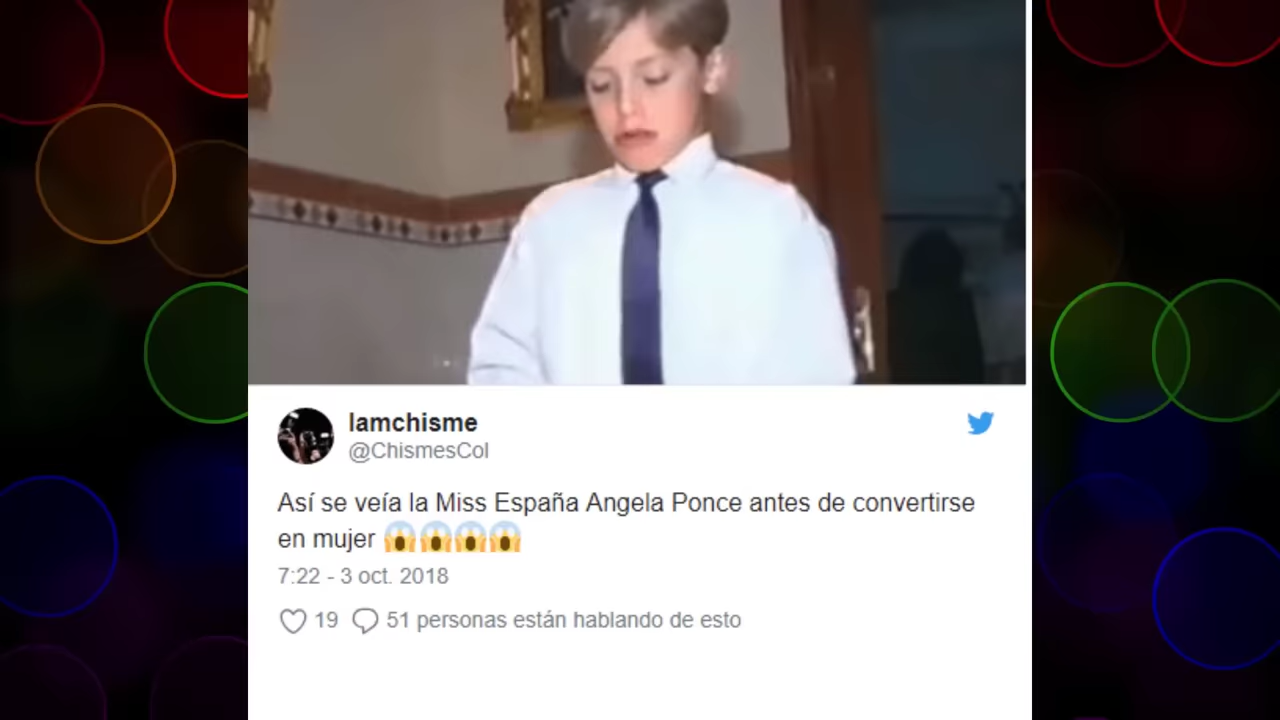 Iamchisme
@ChismesCol
Así se veía la Miss España Angela Ponce antes de convertirse
en mujer 😱😱😱😱
7:22 - 3 oct. 2018
19 51 personas están hablando de esto